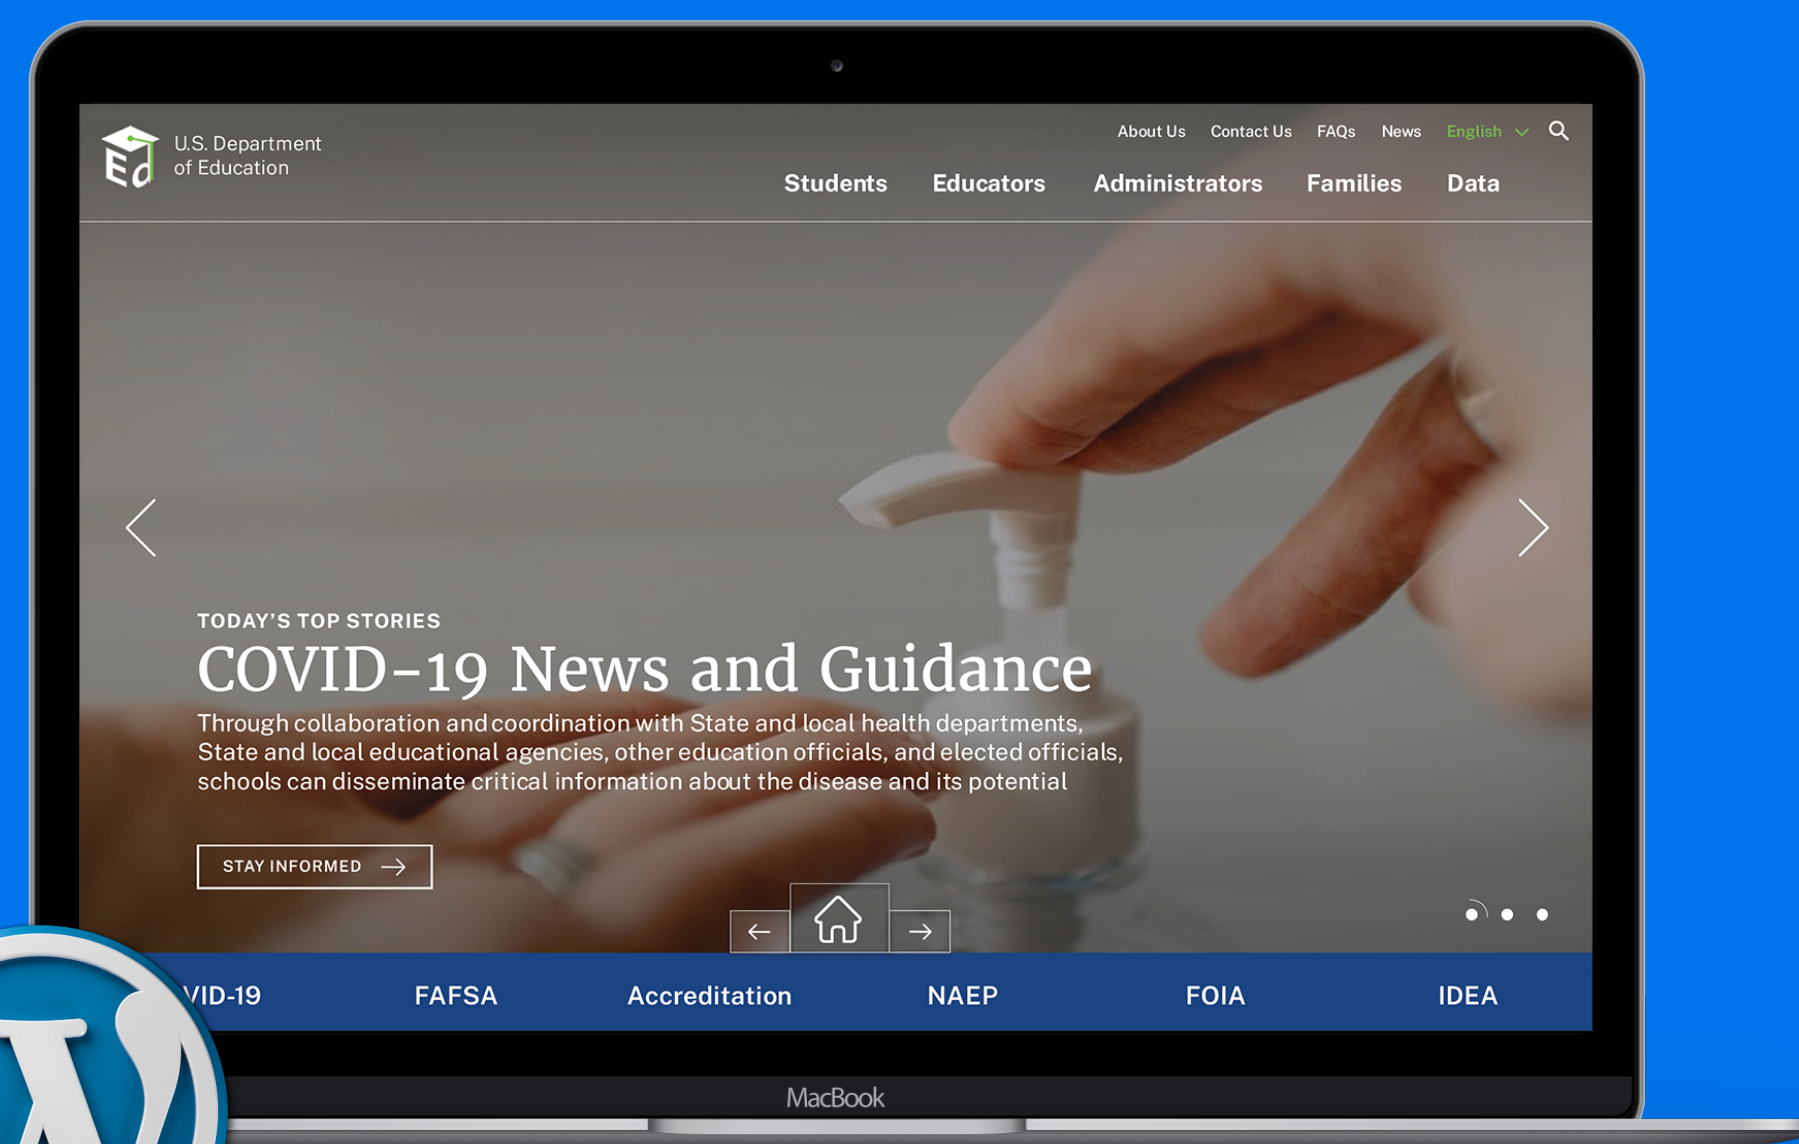 Ed
U.S. Department
of Education
About Us Contact Us FAQs News English
Students Educators Administrators Families Data
TODAY’S TOP STORIES
COVID-19 News and Guidance
Through collaboration and coordination with State and local health departments,
State and local educational agencies, other education officials, and elected officials,
schools can disseminate critical information about the disease and its potential
STAY INFORMED
VID-19 FAFSA Accreditation NAEP FOIA IDEA
MacBook